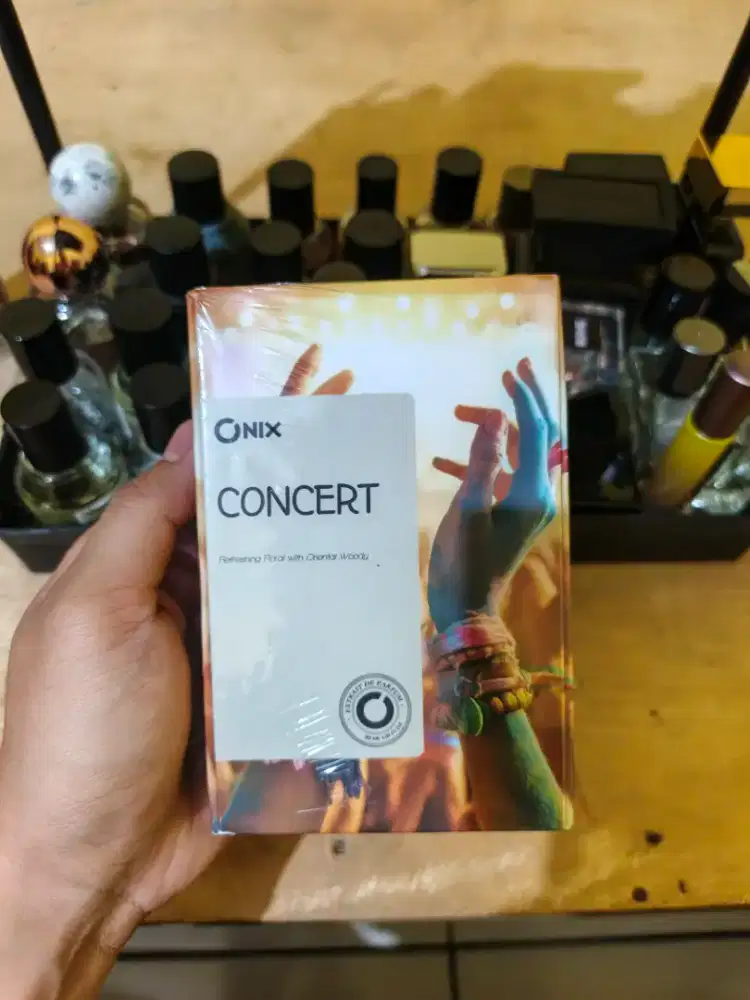 ONIX
CONCERT
Refreshing Floral with Oriental Woody
EXTRAIT DE PARFUM